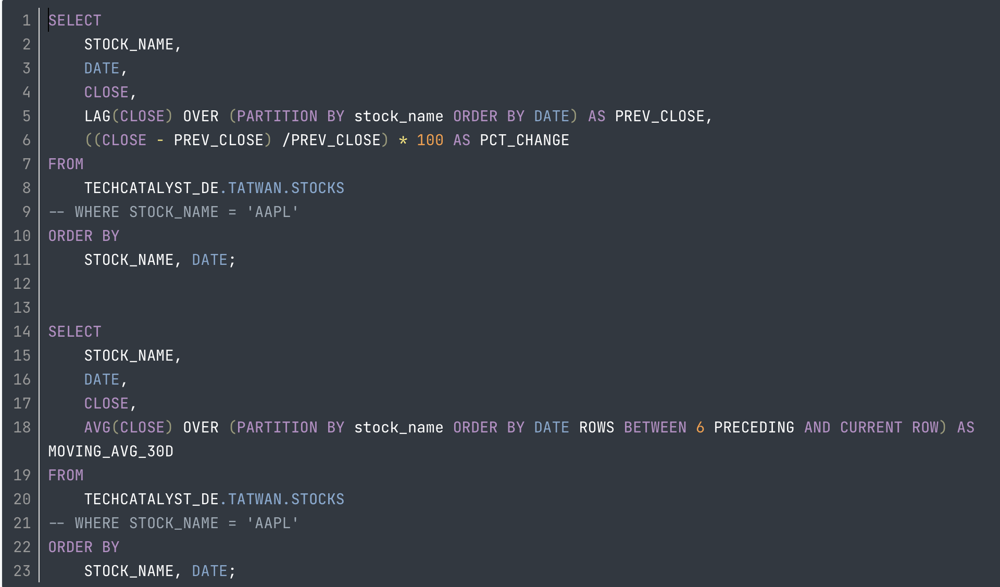 1 SELECT
2     STOCK_NAME,
3     DATE,
4     CLOSE,
5     LAG(CLOSE) OVER (PARTITION BY stock_name ORDER BY DATE) AS PREV_CLOSE,
6     ((CLOSE - PREV_CLOSE) /PREV_CLOSE) * 100 AS PCT_CHANGE
7 FROM
8     TECHCATALYST_DE.TATWAN.STOCKS
9 -- WHERE STOCK_NAME = 'AAPL'
10 ORDER BY
11     STOCK_NAME, DATE;
12
13
14 SELECT
15     STOCK_NAME,
16     DATE,
17     CLOSE,
18     AVG(CLOSE) OVER (PARTITION BY stock_name ORDER BY DATE ROWS BETWEEN 6 PRECEDING AND CURRENT ROW) AS
MOVING_AVG_30D
19 FROM
20     TECHCATALYST_DE.TATWAN.STOCKS
21 -- WHERE STOCK_NAME = 'AAPL'
22 ORDER BY
23     STOCK_NAME, DATE;